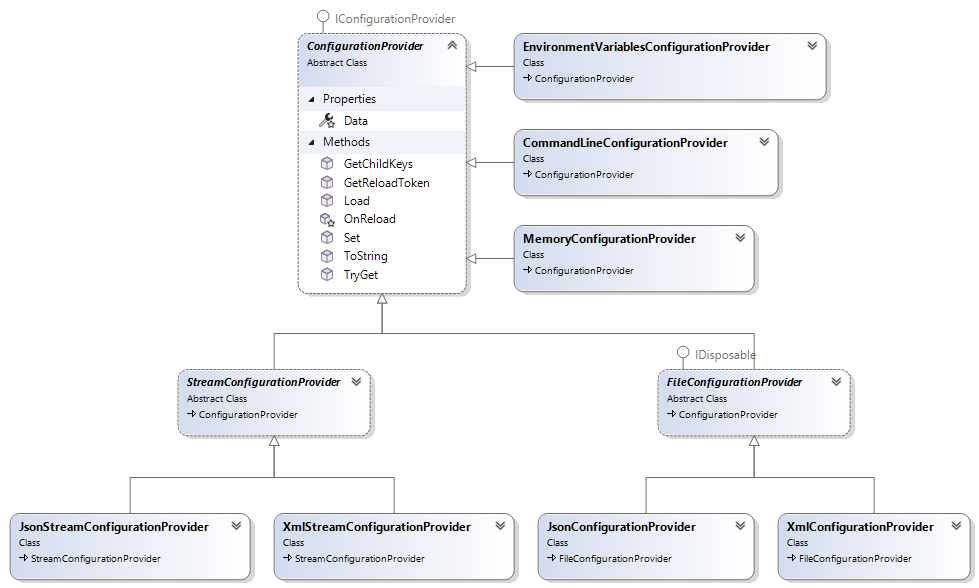 IConfigurationProvider
ConfigurationProvider
Abstract Class
Properties
Data
Methods
GetChildKeys
GetReloadToken
Load
OnReload
Set
ToString
TryGet
EnvironmentVariablesConfigurationProvider
Class
ConfigurationProvider
CommandLineConfigurationProvider
Class
ConfigurationProvider
MemoryConfigurationProvider
Class
ConfigurationProvider
StreamConfigurationProvider
Abstract Class
ConfigurationProvider
IDisposable
FileConfigurationProvider
Abstract Class
ConfigurationProvider
JsonStreamConfigurationProvider
Class
StreamConfigurationProvider
XmlStreamConfigurationProvider
Class
StreamConfigurationProvider
JsonConfigurationProvider
Class
FileConfigurationProvider
XmlConfigurationProvider
Class
FileConfigurationProvider